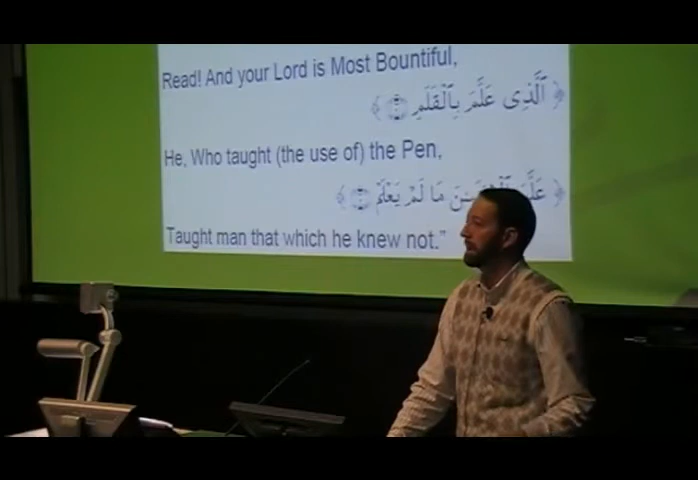 Read! And your Lord is Most Bountiful,
﴿ ٱلَّذِى عَلَّمَ بِٱلْقَلَمِ ﴾
He, Who taught (the use of) the Pen,
﴿ عَلَّمَ مَا لَمْ يَعْلَمْ ﴾
Taught man that which he knew not."